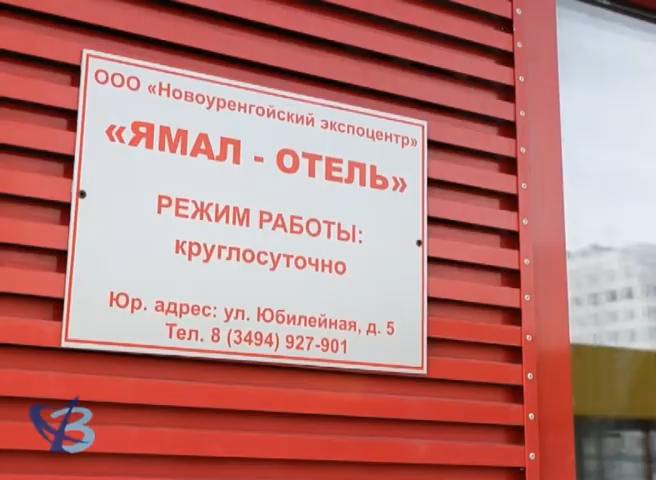 ООО «Новоуренгойский экспоцентр»
«ЯМАЛ - ОТЕЛЬ»
РЕЖИМ РАБОТЫ:
круглосуточно
Юр. адрес: ул. Юбилейная, д. 5
Тел. 8 (3494) 927-901